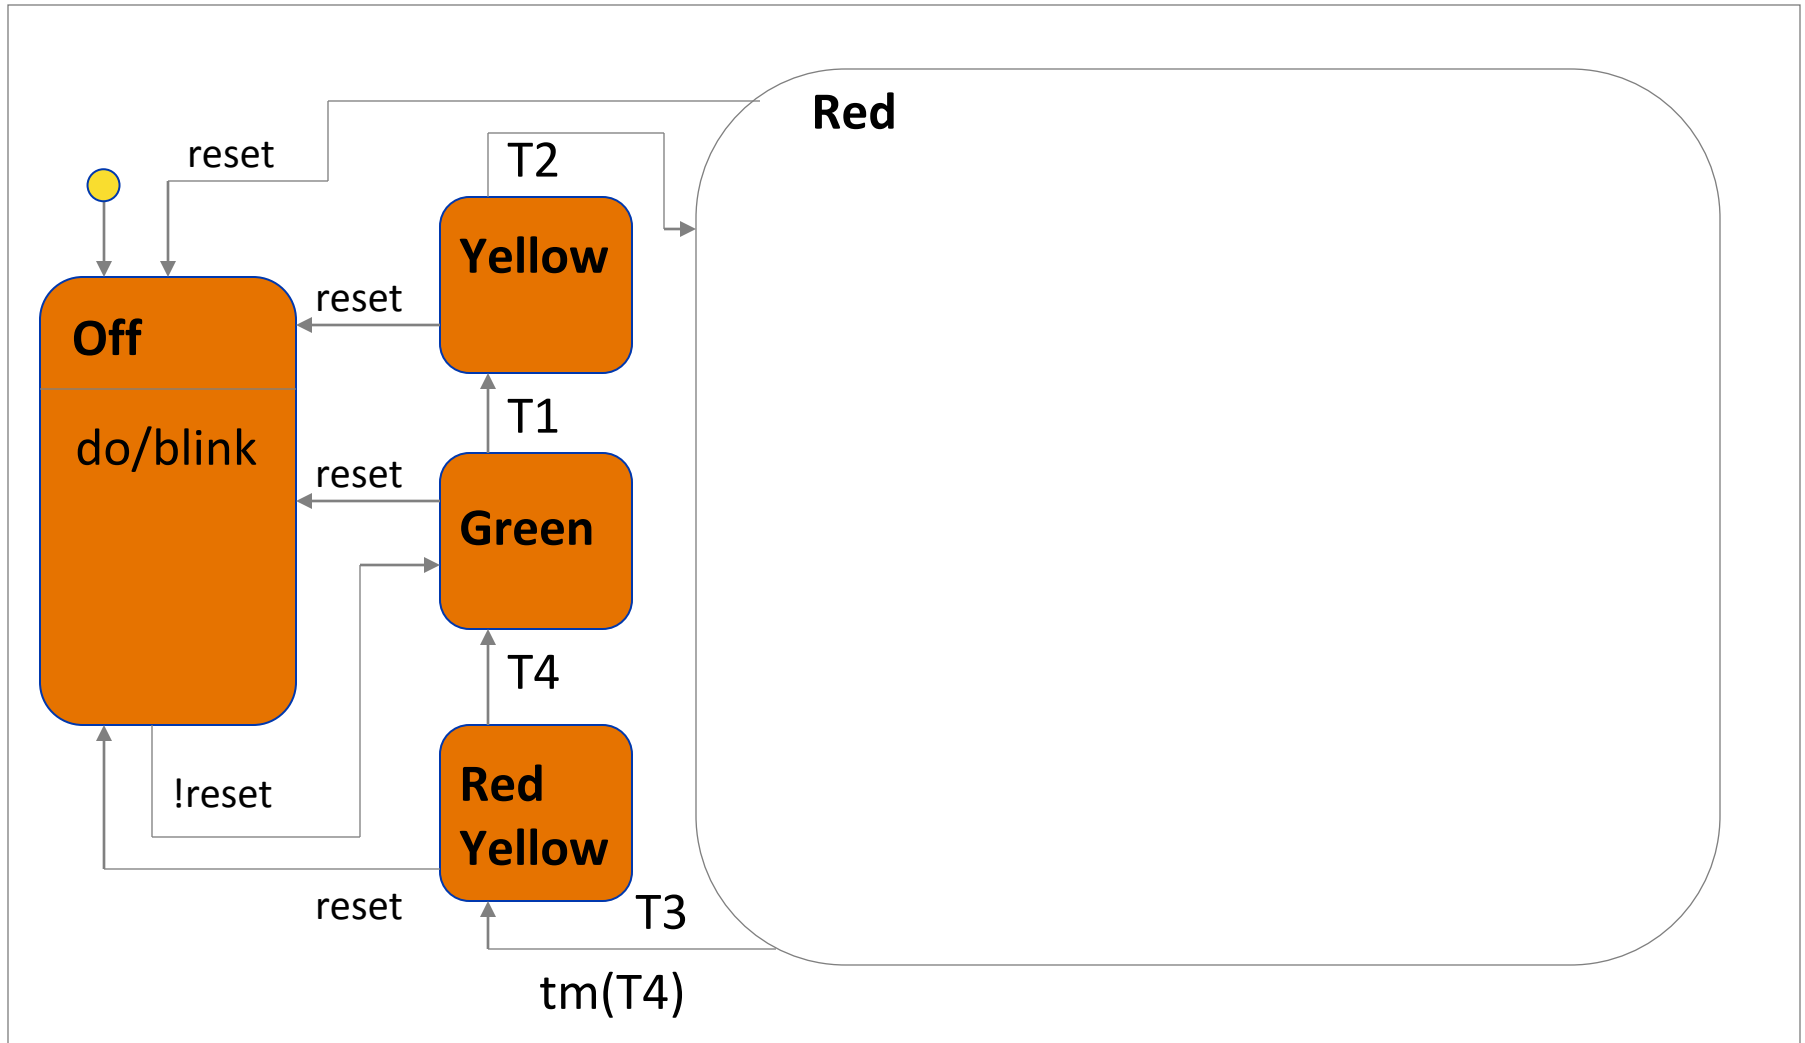 Red
reset
T2
Yellow
reset
Off
T1
do/blink
reset
Green
T4
!reset
Red
Yellow
reset
T3
tm(T4)